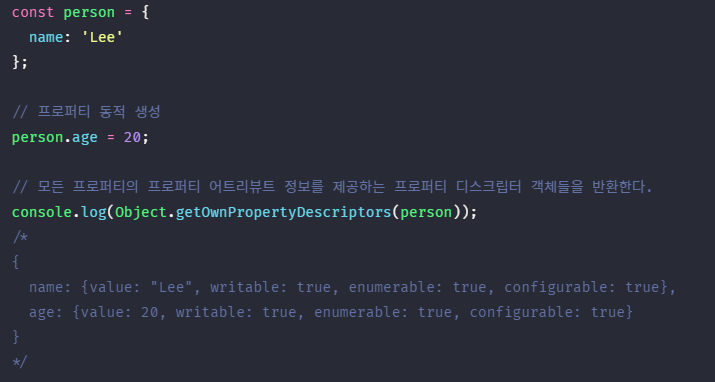 const person = {
  name: 'Lee'
};
// 프로퍼티 동적 생성
person.age = 20;
// 모든 프로퍼티의 프로퍼티 어트리뷰트 정보를 제공하는 프로퍼티 디스크립터 객체들을 반환한다.
console.log(Object.getOwnPropertyDescriptors(person));
/*
{
  name: {value: "Lee", writable: true, enumerable: true, configurable: true},
  age: {value: 20, writable: true, enumerable: true, configurable: true}
}
*/